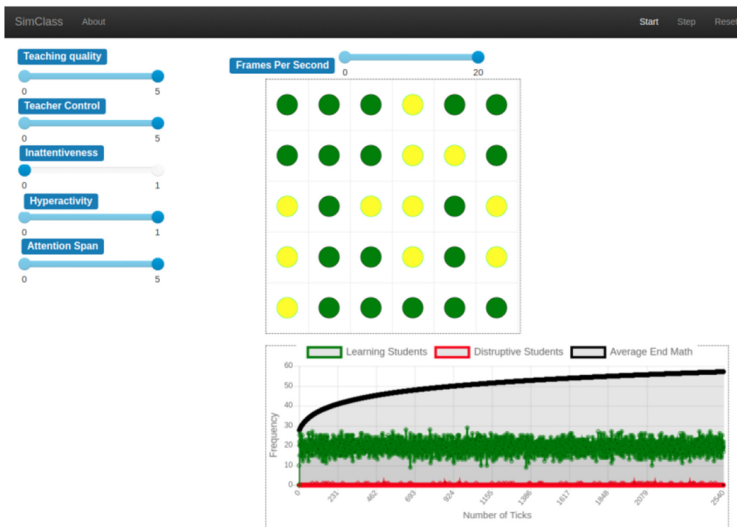 SimClass About Start Step Reset
Teaching quality
0 5
Teacher Control
0 5
Inattentiveness
0 1
Hyperactivity
0 1
Attention Span
0 5
Frames Per Second
0 20
Learning Students Disruptive Students Average End Math
60
50
40
30
20
10
0
Frequency
0 231 462 693 924 1155 1386 1617 1848 2079 2540
Number of Ticks